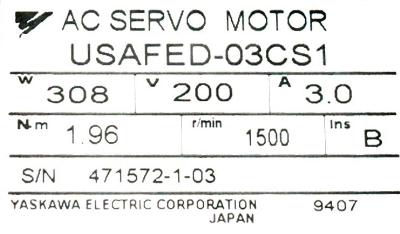 AC SERVO MOTOR
USAFED-03CS1
W 308 V 200 A 3.0
N·m 1.96 r/min 1500 Ins B
S/N 471572-1-03
YASKAWA ELECTRIC CORPORATION 9407
JAPAN